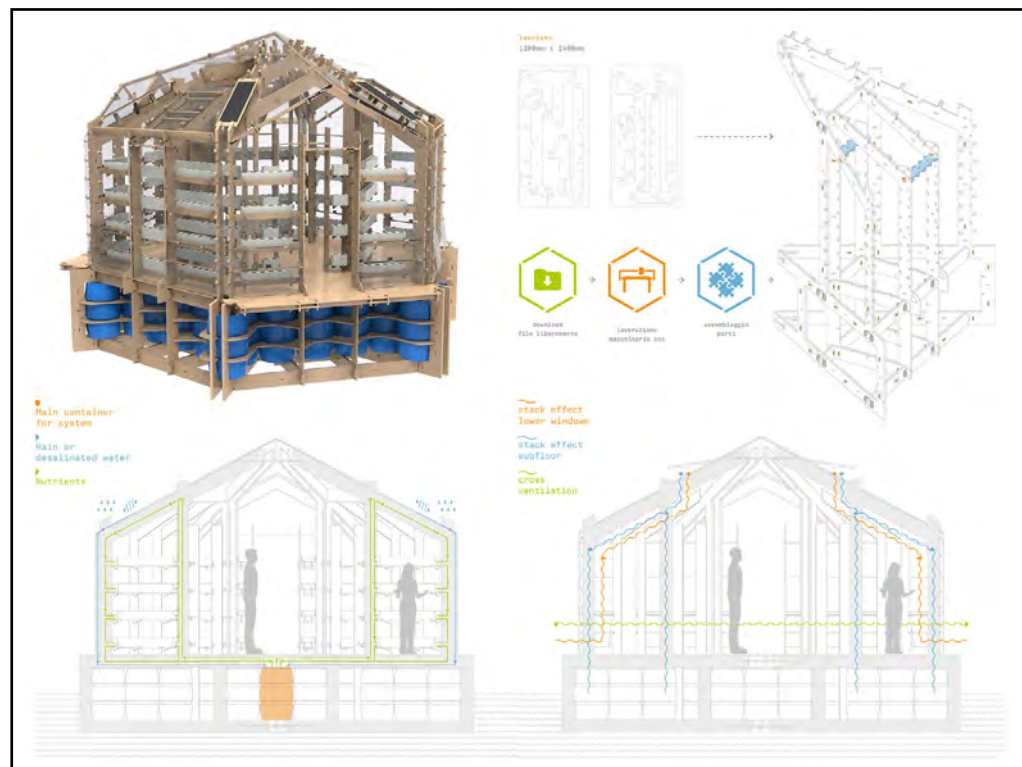 1200mm x 2400mm
download
file liberamente
lavorazione
macchinario cnc
assemblaggio
parti
Main container
for system
Rain or
desalinated water
Nutrients
stack effect
lower windows
stack effect
subfloor
cross
ventilation